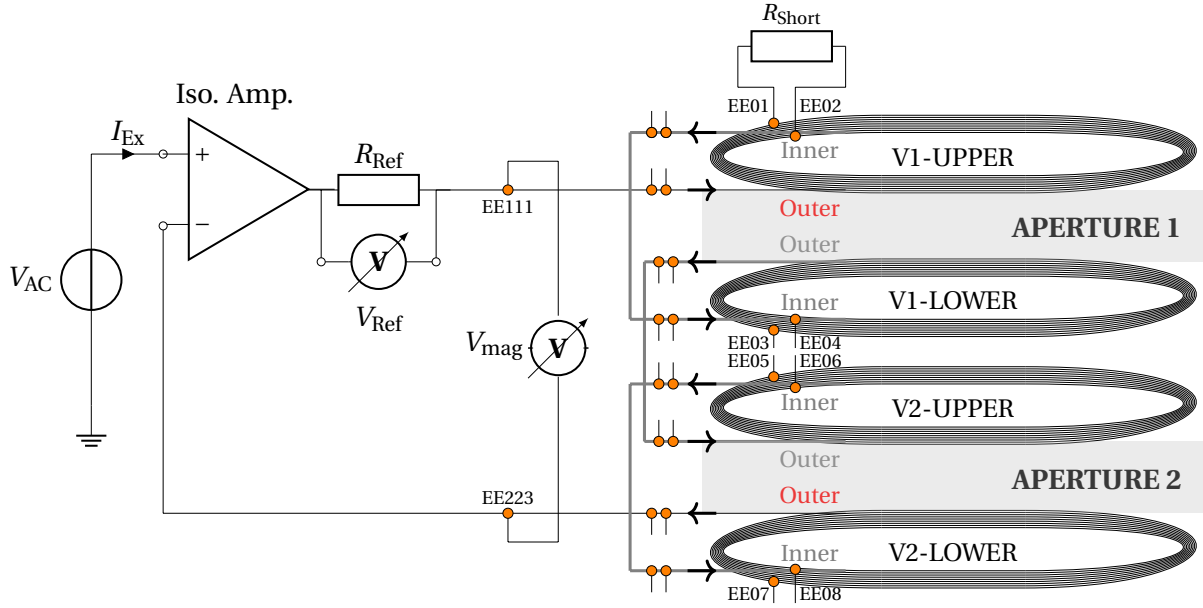 R_Short
EE01 EE02
Iso. Amp.
I_Ex
+
−
R_Ref
V
V_Ref
V_AC
EE111
V_mag
V
EE223
Inner
V1-UPPER
Outer
APERTURE 1
Outer
Inner
V1-LOWER
EE03 EE04
EE05 EE06
Inner
V2-UPPER
Outer
APERTURE 2
Outer
Inner
V2-LOWER
EE07 EE08